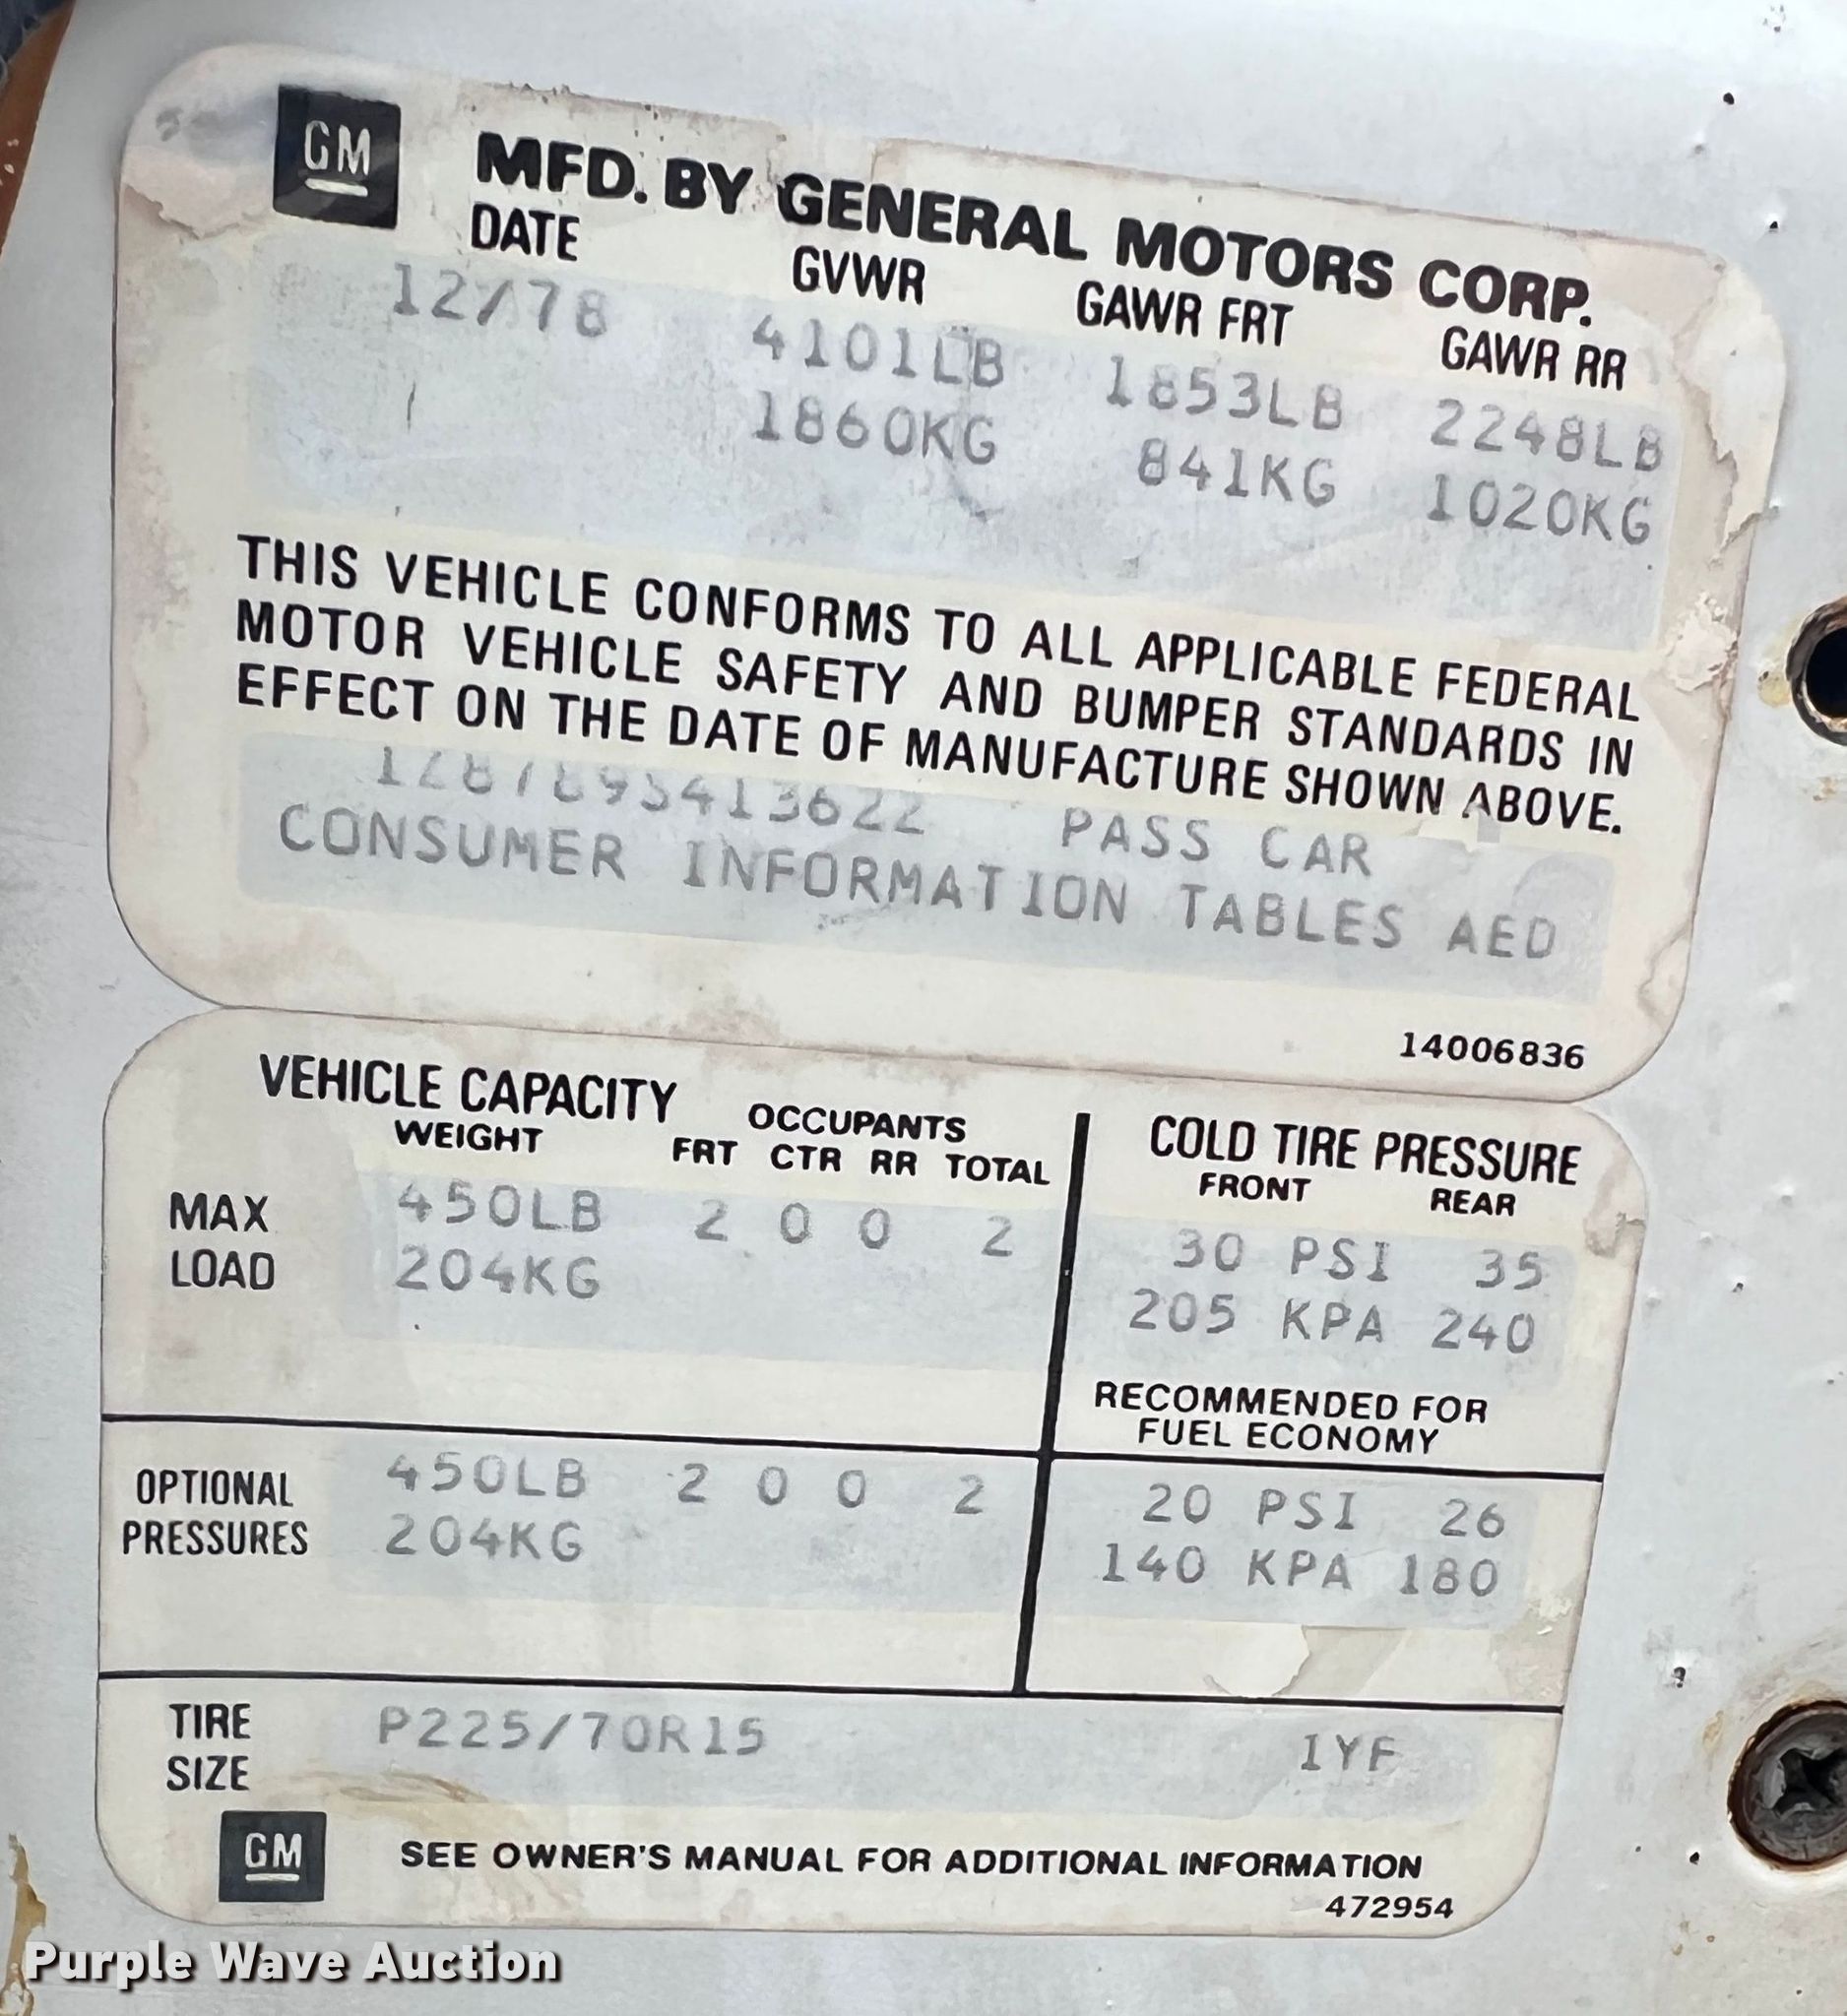 GM
MFD. BY GENERAL MOTORS CORP.
DATE GVWR GAWR FRT GAWR RR
12/78 4101LB 1853LB 2248LB
1860KG 841KG 1020KG
THIS VEHICLE CONFORMS TO ALL APPLICABLE FEDERAL
MOTOR VEHICLE SAFETY AND BUMPER STANDARDS IN
EFFECT ON THE DATE OF MANUFACTURE SHOWN ABOVE.
1Z8789S413622 PASS CAR
CONSUMER INFORMATION TABLES AED
14006836
VEHICLE CAPACITY
WEIGHT
OCCUPANTS
FRT CTR RR TOTAL
COLD TIRE PRESSURE
FRONT REAR
MAX LOAD
450LB 2 0 0 2
204KG
30 PSI 35
205 KPA 240
RECOMMENDED FOR
FUEL ECONOMY
OPTIONAL PRESSURES
450LB 2 0 0 2
204KG
20 PSI 26
140 KPA 180
TIRE SIZE
P225/70R15 1YF
GM
SEE OWNER'S MANUAL FOR ADDITIONAL INFORMATION
472954
Purple Wave Auction